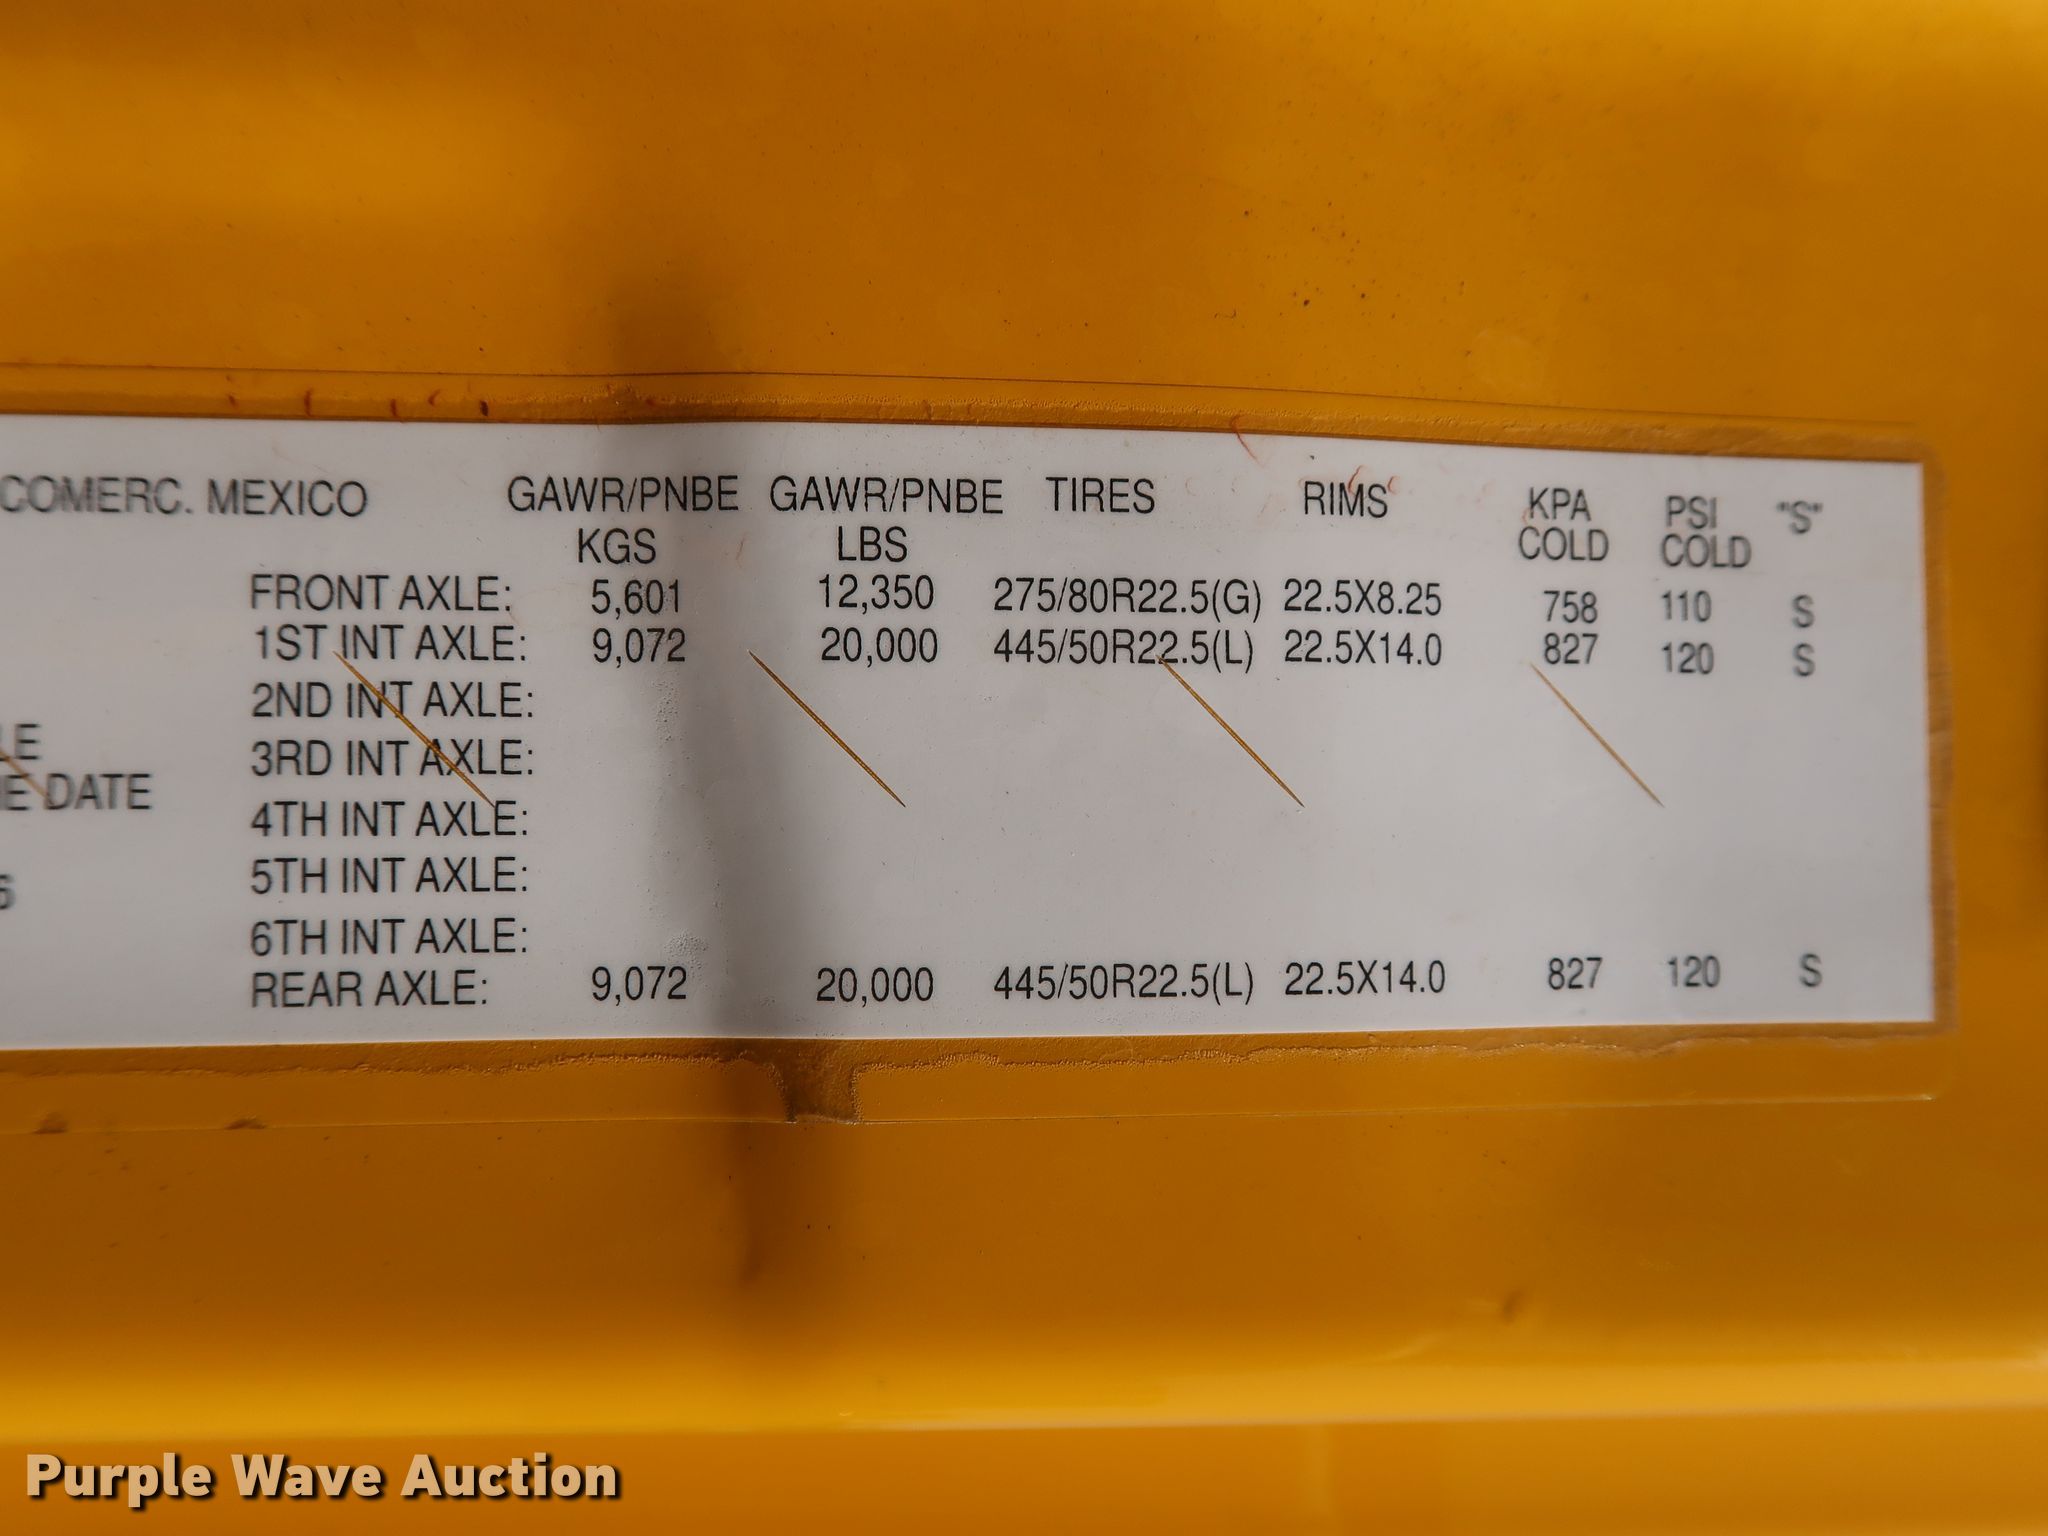 COMERC. MEXICO GAWR/PNBE GAWR/PNBE TIRES RIMS KPA PSI "S"
KGS LBS COLD COLD
FRONT AXLE: 5,601 12,350 275/80R22.5(G) 22.5X8.25 758 110 S
1ST INT AXLE: 9,072 20,000 445/50R22.5(L) 22.5X14.0 827 120 S
2ND INT AXLE:
LE 3RD INT AXLE:
E DATE 4TH INT AXLE:
5TH INT AXLE:
6 6TH INT AXLE:
REAR AXLE: 9,072 20,000 445/50R22.5(L) 22.5X14.0 827 120 S
Purple Wave Auction